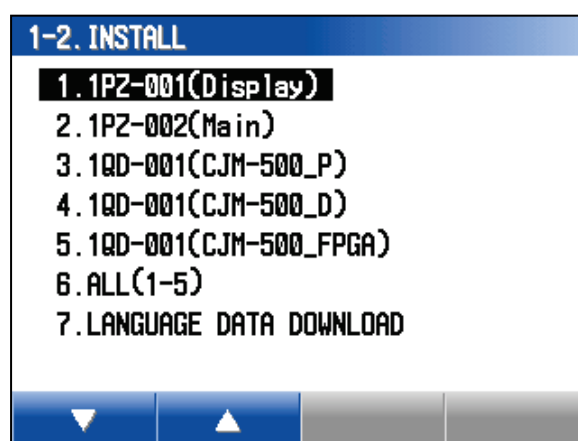 1-2.INSTALL
1.1PZ-001(Display)
2.1PZ-002(Main)
3.1QD-001(CJM-500_P)
4.1QD-001(CJM-500_D)
5.1QD-001(CJM-500_FPGA)
6.ALL(1-5)
7.LANGUAGE DATA DOWNLOAD